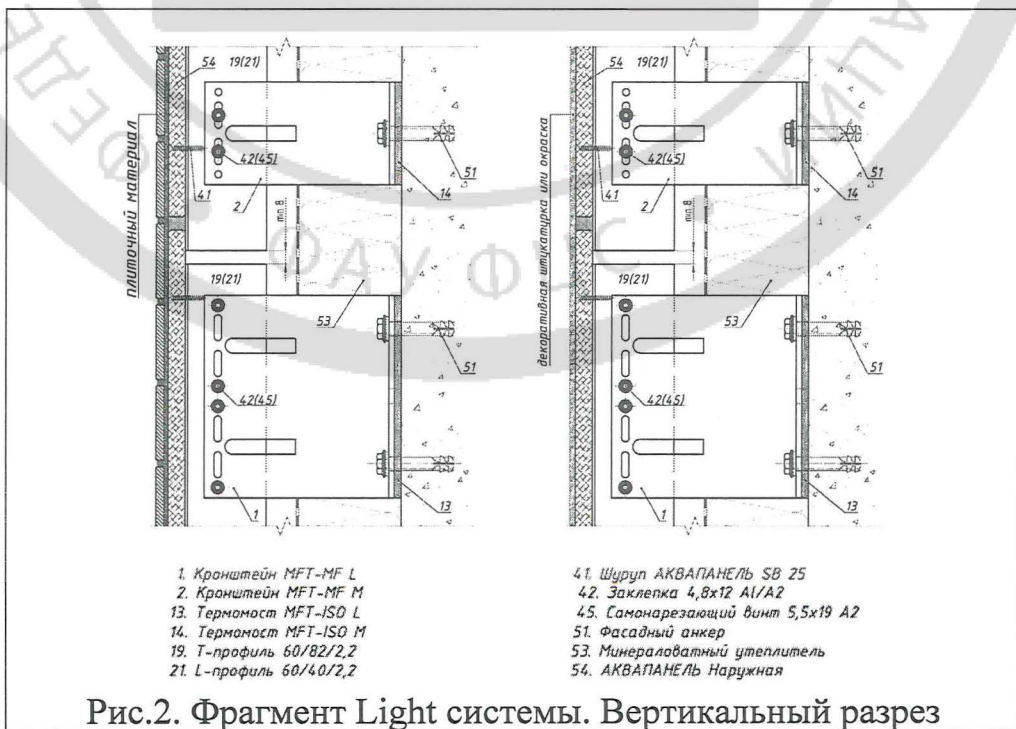 ФЕДЕ
АЦИИ
ФАУ Ф
54
19(21)
плиточный материал
42(45)
51
41
2
14
min 8
19(21)
53
51
42(45)
1
13
54
19(21)
декоративная штукатурка или окраска
42(45)
51
41
2
14
min 8
19(21)
53
51
42(45)
1
13
1. Кронштейн MFT-MF L
2. Кронштейн MFT-MF M
13. Термомост MFT-ISO L
14. Термомост MFT-ISO M
19. Т-профиль 60/82/2,2
21. L-профиль 60/40/2,2
41. Шуруп АКВАПАНЕЛЬ SB 25
42. Заклепка 4,8x12 Al/A2
45. Самонарезающий винт 5,5x19 A2
51. Фасадный анкер
53. Минераловатный утеплитель
54. АКВАПАНЕЛЬ Наружная
Рис.2. Фрагмент Light системы. Вертикальный разрез